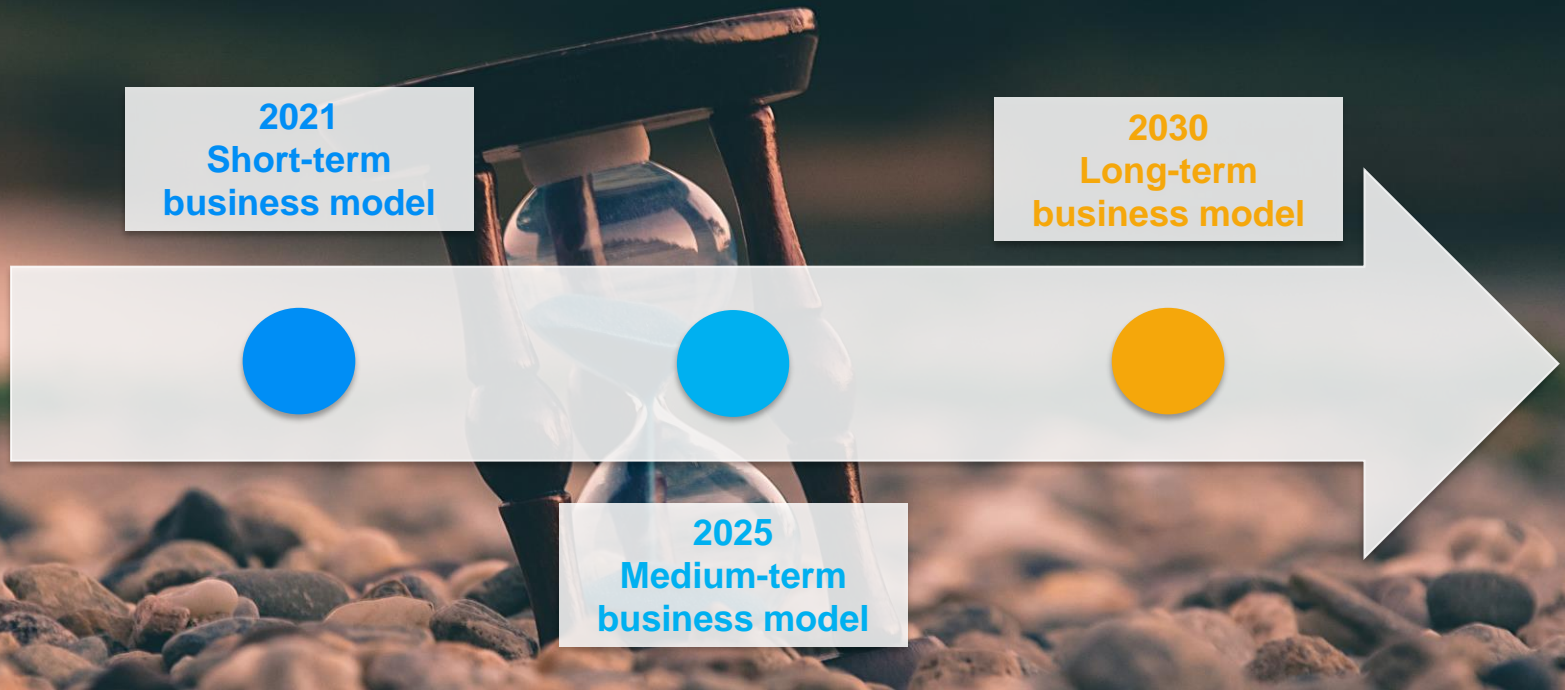 2021
Short-term
business model
2025
Medium-term
business model
2030
Long-term
business model